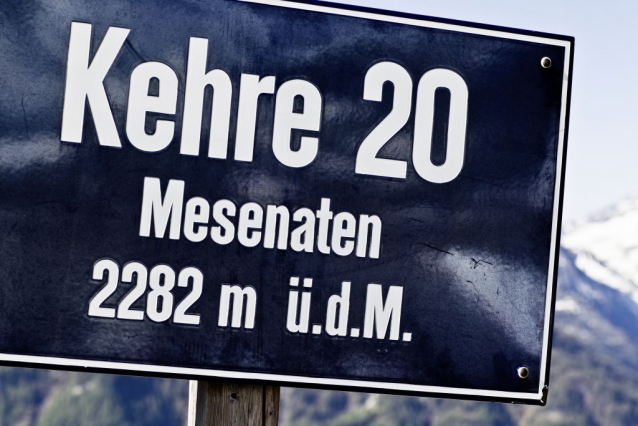 Kehre 20
Mesenaten
2282 m ü.d.M.